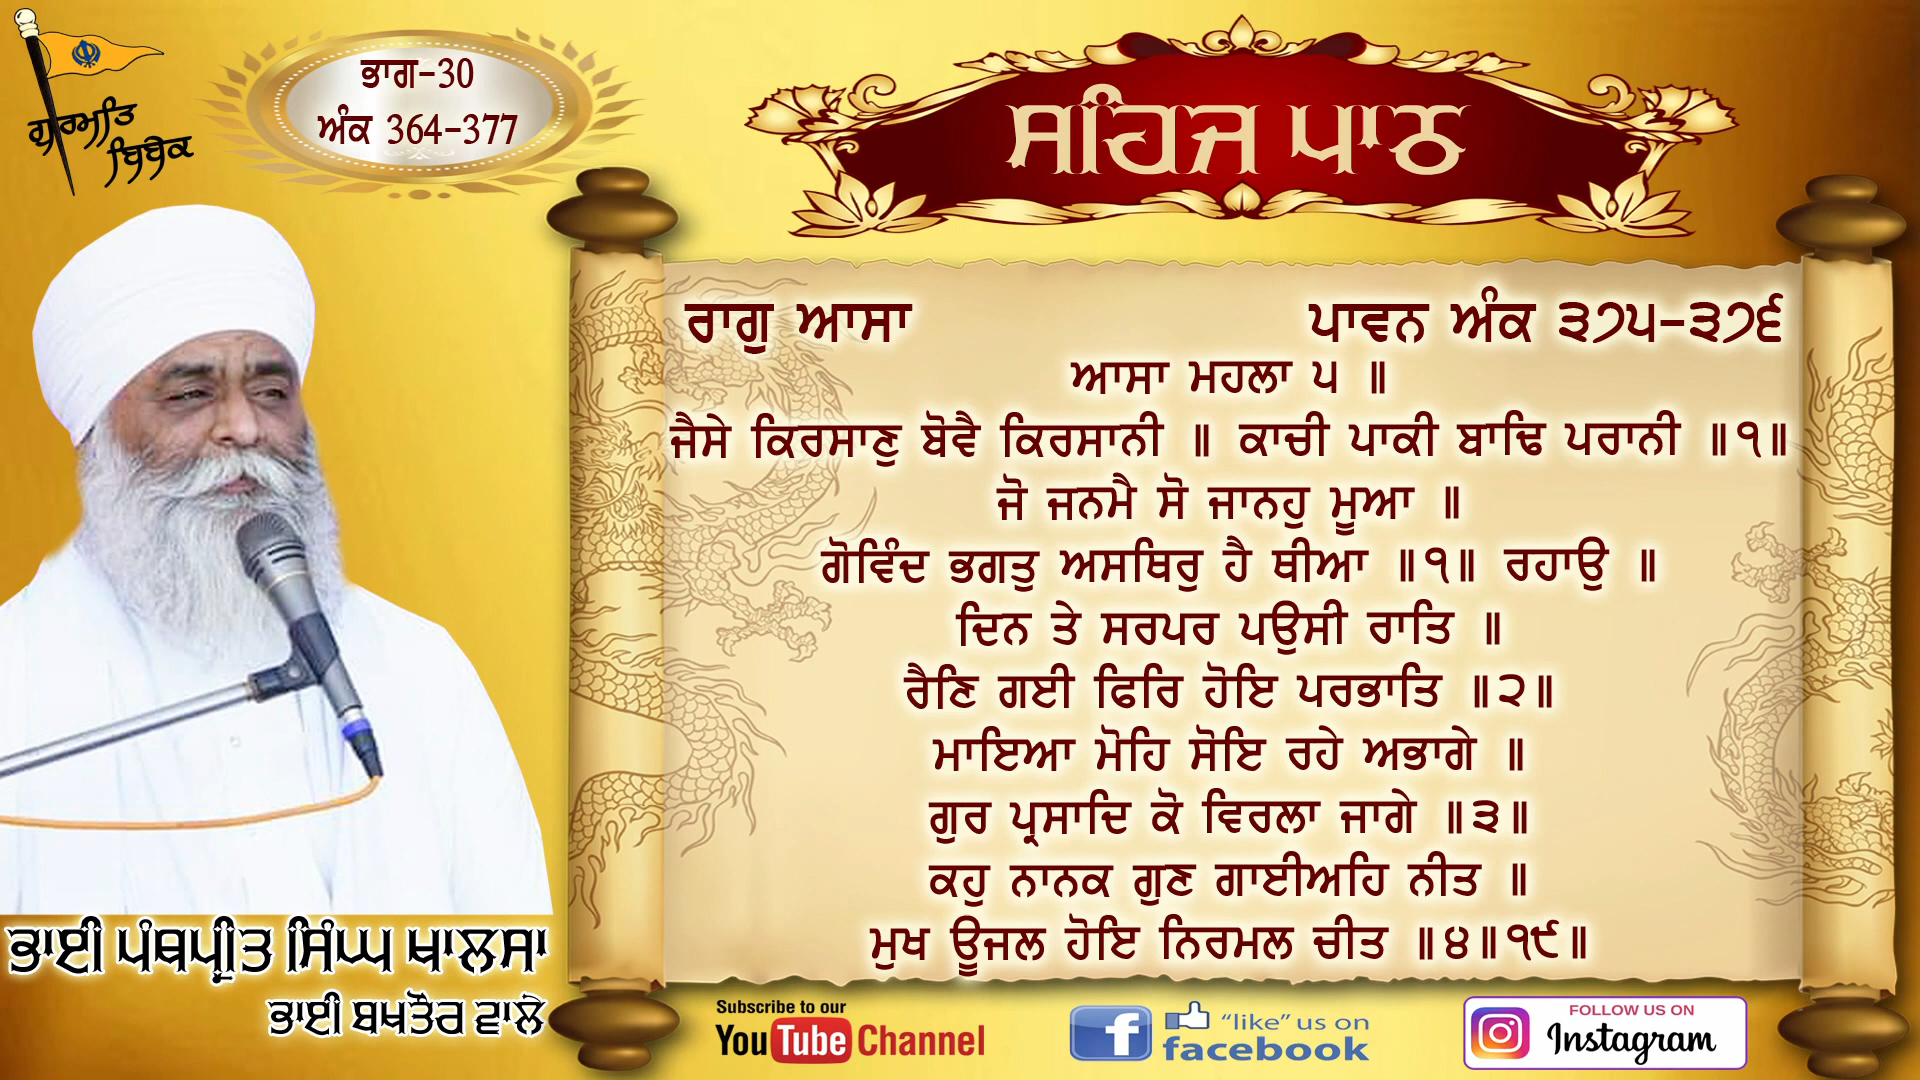 ਗੁਰਮਤਿ
ਬਿਬੇਕ
ਭਾਗ-30
ਅੰਕ 364-377
ਸਹਿਜ ਪਾਠ
ਰਾਗੁ ਆਸਾ ਪਾਵਨ ਅੰਕ ੩੭੫-੩੭੬
ਆਸਾ ਮਹਲਾ ੫ ॥
ਜੈਸੇ ਕਿਰਸਾਣੁ ਬੋਵੈ ਕਿਰਸਾਨੀ ॥ ਕਾਚੀ ਪਾਕੀ ਬਾਢਿ ਪਰਾਨੀ ॥੧॥
ਜੋ ਜਨਮੈ ਸੋ ਜਾਨਹੁ ਮੂਆ ॥
ਗੋਵਿੰਦ ਭਗਤੁ ਅਸਥਿਰੁ ਹੈ ਥੀਆ ॥੧॥ ਰਹਾਉ ॥
ਦਿਨ ਤੇ ਸਰਪਰ ਪਉਸੀ ਰਾਤਿ ॥
ਰੈਣਿ ਗਈ ਫਿਰਿ ਹੋਇ ਪਰਭਾਤਿ ॥੨॥
ਮਾਇਆ ਮੋਹਿ ਸੋਇ ਰਹੇ ਅਭਾਗੇ ॥
ਗੁਰ ਪ੍ਰਸਾਦਿ ਕੋ ਵਿਰਲਾ ਜਾਗੇ ॥੩॥
ਕਹੁ ਨਾਨਕ ਗੁਣ ਗਾਈਅਹਿ ਨੀਤ ॥
ਮੁਖ ਊਜਲ ਹੋਇ ਨਿਰਮਲ ਚੀਤ ॥੪॥੧੯॥
ਭਾਈ ਪੰਥਪ੍ਰੀਤ ਸਿੰਘ ਖਾਲਸਾ
ਭਾਈ ਬਖਤੌਰ ਵਾਲੇ
Subscribe to our
YouTube Channel
f "like" us on
facebook
FOLLOW US ON
Instagram